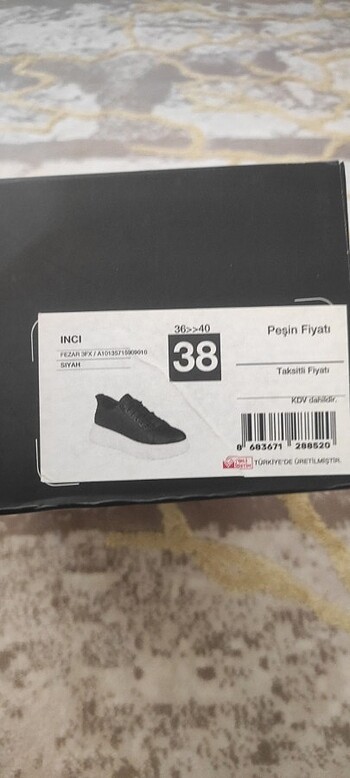 INCI
FEZAR 3FX / A10135715909010
SIYAH
36>>40
38
Peşin Fiyatı
Taksitli Fiyatı
KDV dahildir.
8 683671 288520
TÜRKİYE'DE ÜRETİLMİŞTİR.